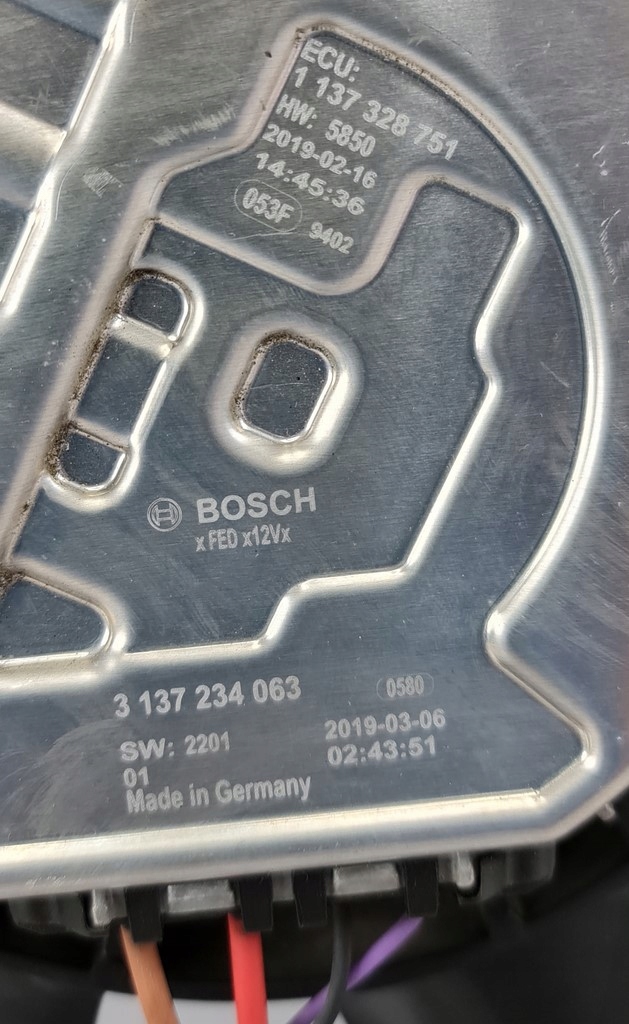 ECU:
1 137 328 751
HW: 5850
2019-02-16
14:45:36
053F 9402
BOSCH
x FED x12Vx
3 137 234 063 0580
SW: 2201 2019-03-06
01 02:43:51
Made in Germany